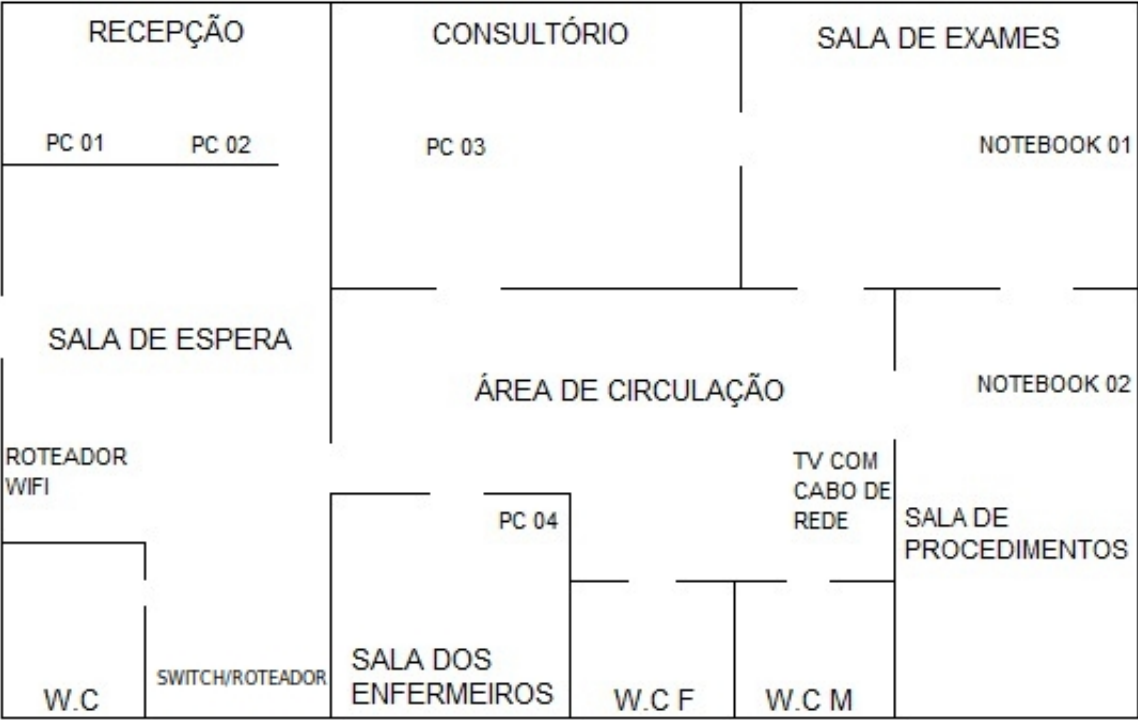 RECEPÇÃO
CONSULTÓRIO
SALA DE EXAMES
PC 01
PC 02
PC 03
NOTEBOOK 01
SALA DE ESPERA
ÁREA DE CIRCULAÇÃO
NOTEBOOK 02
ROTEADOR
WIFI
TV COM
CABO DE
REDE
PC 04
SALA DE
PROCEDIMENTOS
SWITCH/ROTEADOR
SALA DOS
ENFERMEIROS
W.C
W.C F
W.C M